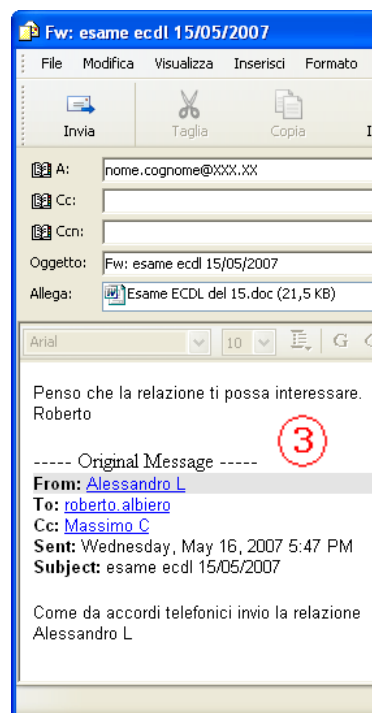 Fw: esame ecdl 15/05/2007
File Modifica Visualizza Inserisci Formato
Invia Taglia Copia I
A: nome.cognome@XXX.XX
Cc:
Ccn:
Oggetto: Fw: esame ecdl 15/05/2007
Allega: Esame ECDL del 15.doc (21,5 KB)
Arial 10 G
Penso che la relazione ti possa interessare.
Roberto
3
----- Original Message -----
From: Alessandro L
To: roberto.albiero
Cc: Massimo C
Sent: Wednesday, May 16, 2007 5:47 PM
Subject: esame ecdl 15/05/2007
Come da accordi telefonici invio la relazione
Alessandro L